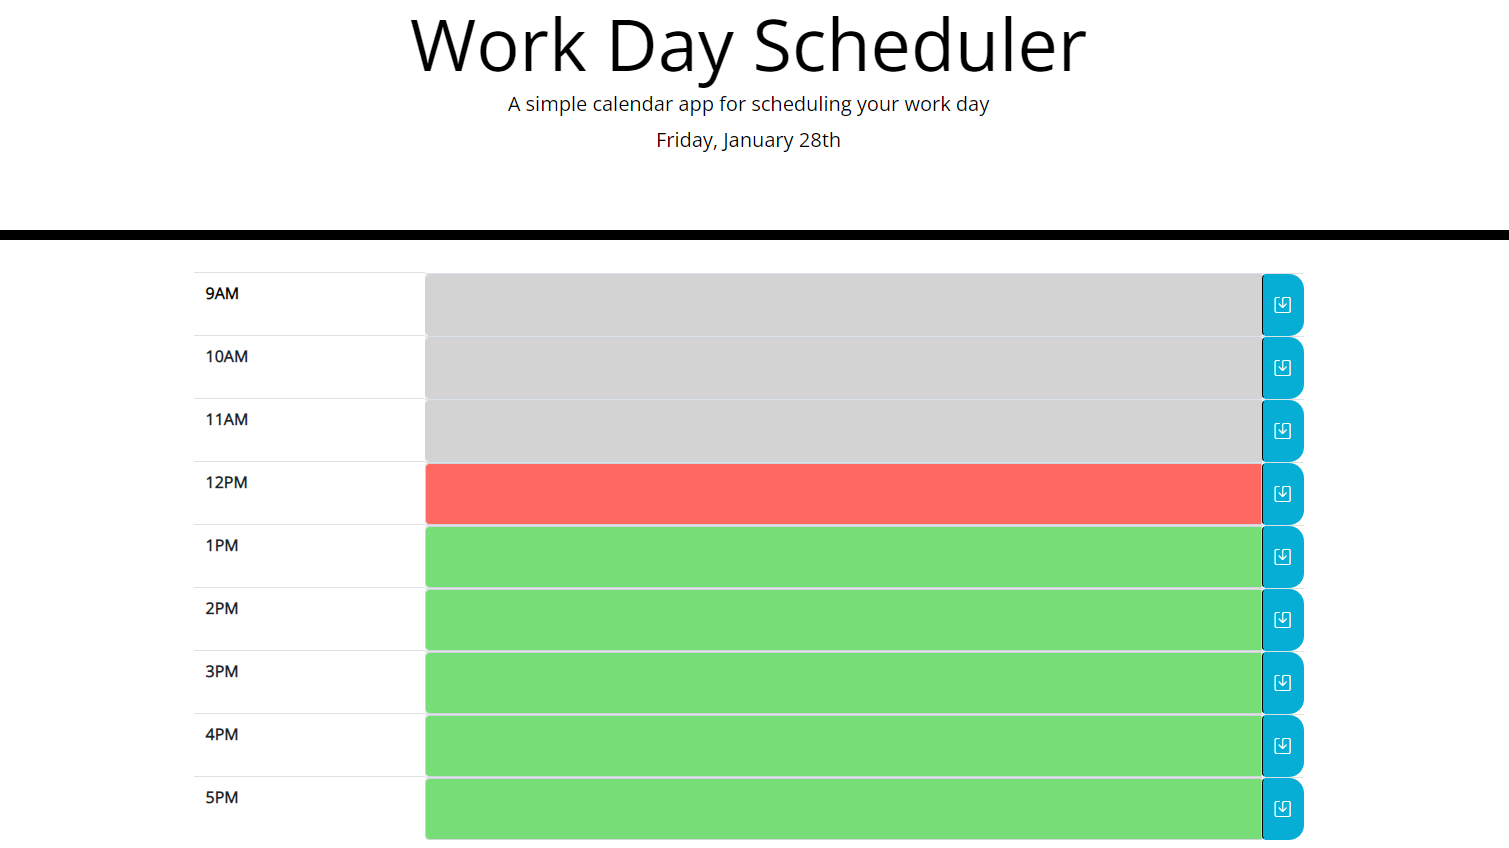 Work Day Scheduler
A simple calendar app for scheduling your work day
Friday, January 28th
9AM
10AM
11AM
12PM
1PM
2PM
3PM
4PM
5PM